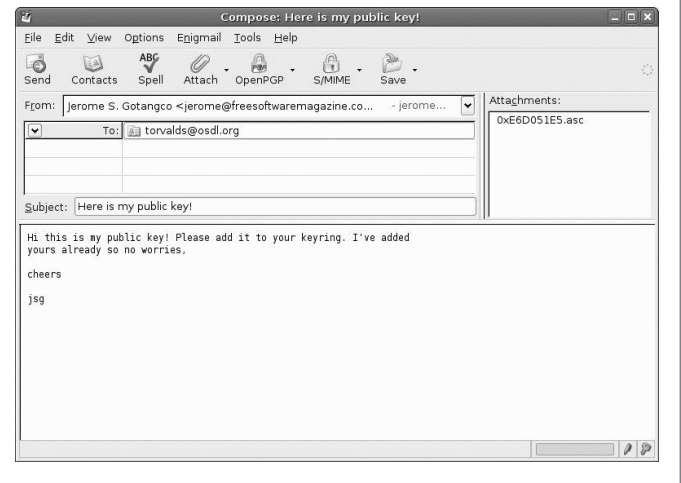 Compose: Here is my public key!
File Edit View Options Enigmail Tools Help
ABC
Send Contacts Spell Attach OpenPGP S/MIME Save
From: Jerome S. Gotangco <jerome@freesoftwaremagazine.co... - jerome...
Attachments:
0xE6D051E5.asc
To: torvalds@osdl.org
Subject: Here is my public key!
Hi this is my public key! Please add it to your keyring. I've added
yours already so no worries,
cheers
jsg